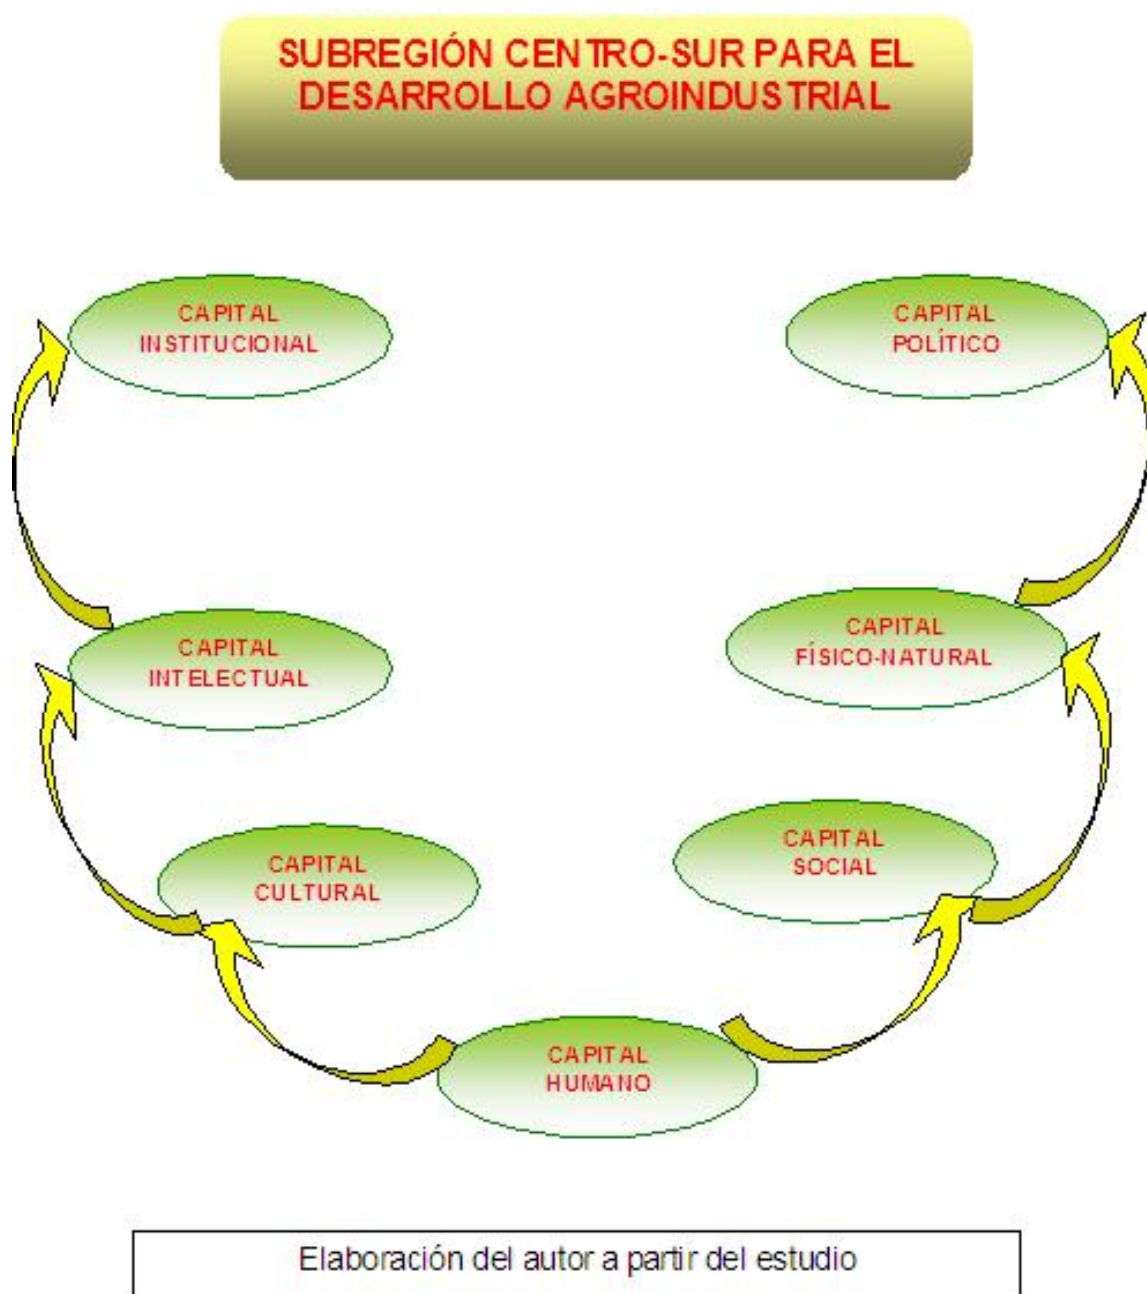 SUBREGIÓN CENTRO-SUR PARA EL
DESARROLLO AGROINDUSTRIAL
CAPITAL
INSTITUCIONAL
CAPITAL
POLÍTICO
CAPITAL
INTELECTUAL
CAPITAL
FÍSICO-NATURAL
CAPITAL
CULTURAL
CAPITAL
SOCIAL
CAPITAL
HUMANO
Elaboración del autor a partir del estudio